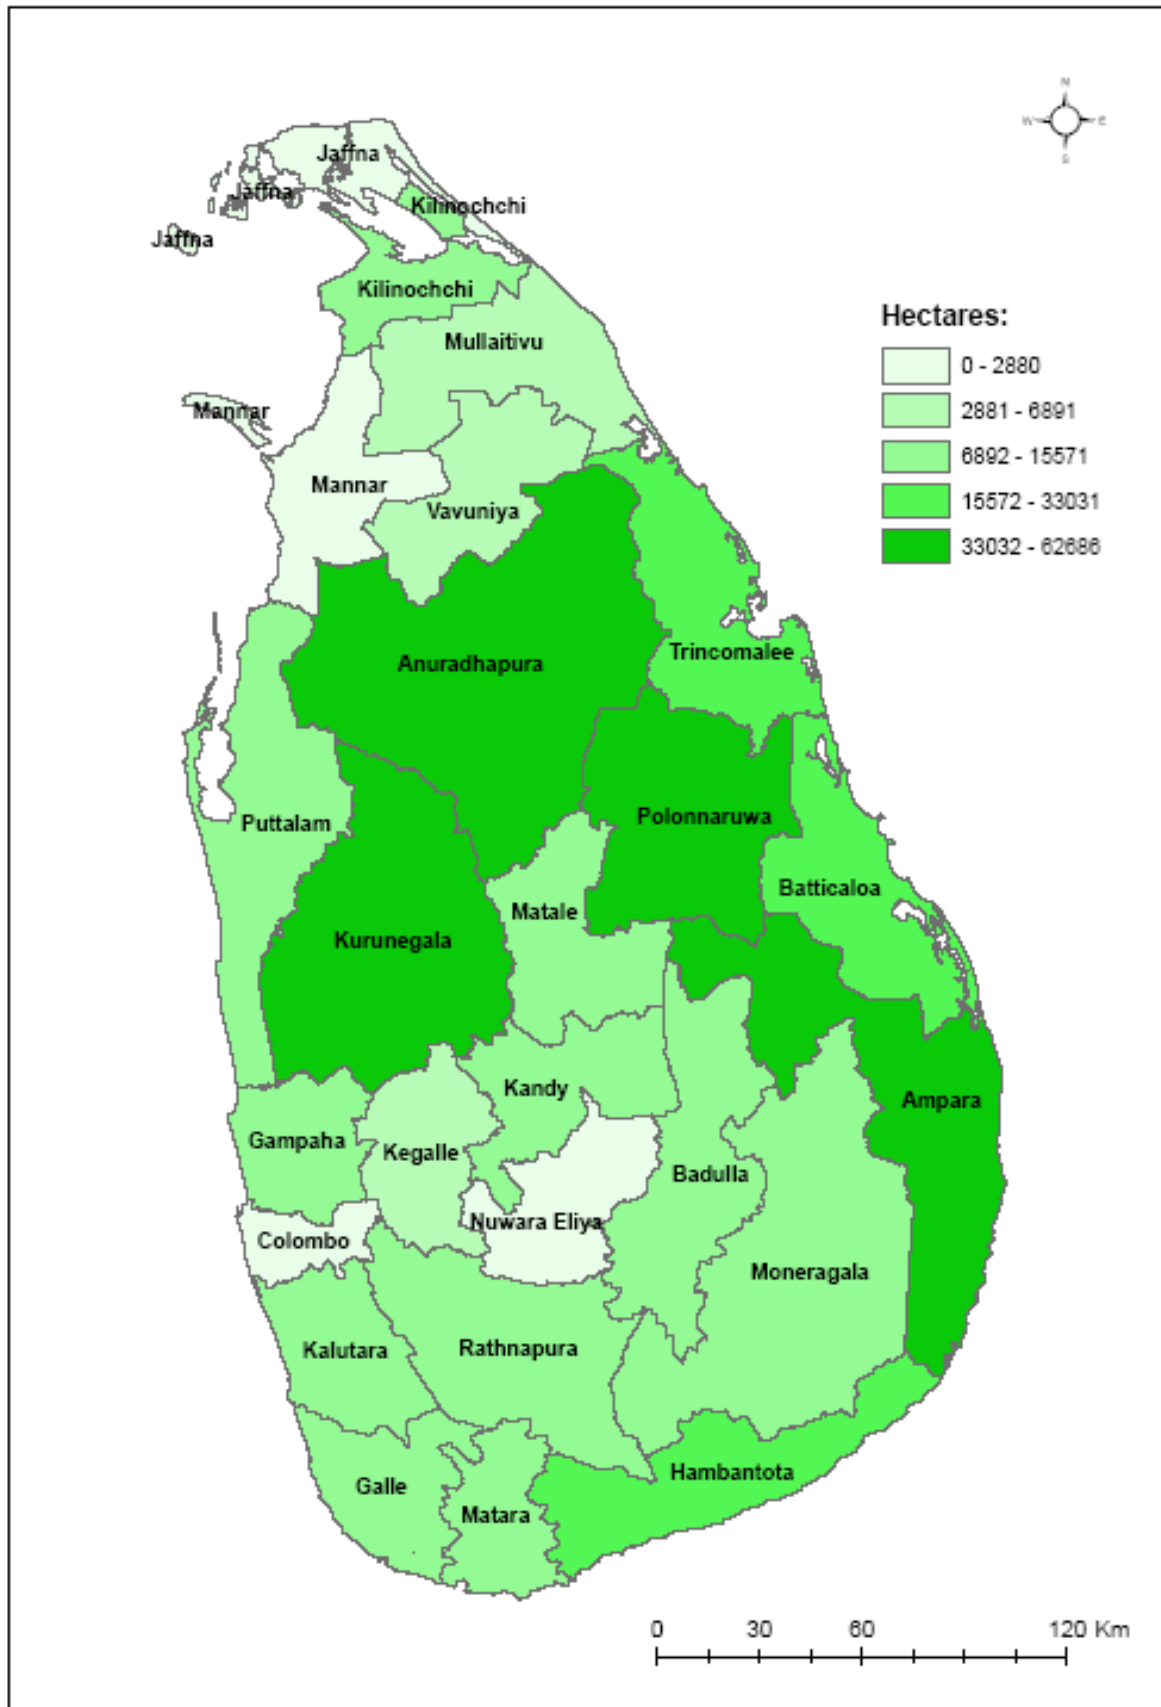 N
W E
S
Jaffna
Jaffna
Kilinochchi
Jaffna
Kilinochchi
Hectares:
Mullaitivu
0 - 2880
2881 - 6891
Mannar
6892 - 15571
Mannar
15572 - 33031
Vavuniya
33032 - 62686
Trincomalee
Anuradhapura
Polonnaruwa
Puttalam
Batticaloa
Matale
Kurunegala
Kandy
Ampara
Gampaha
Kegalle
Badulla
Nuwara Eliya
Colombo
Moneragala
Rathnapura
Kalutara
Hambantota
Galle
Matara
0 30 60 120 Km